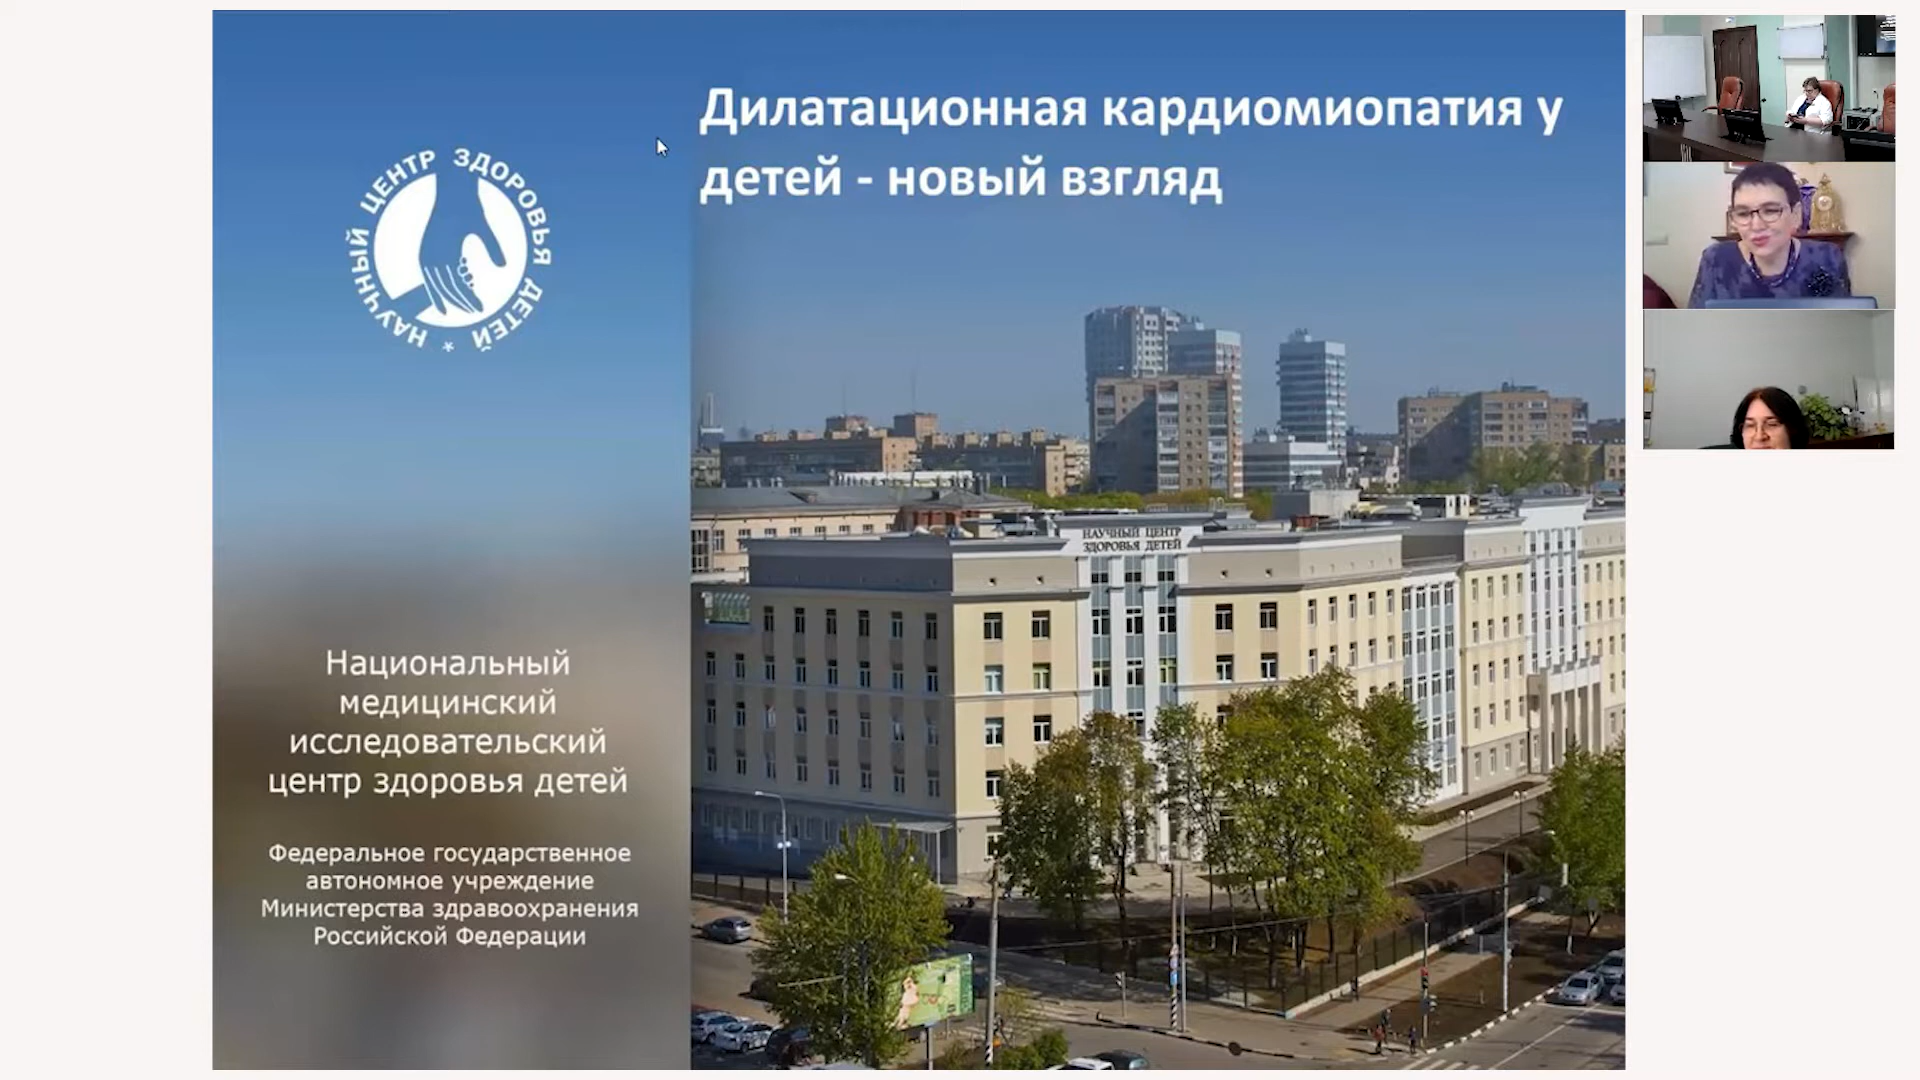 Дилатационная кардиомиопатия у
детей - новый взгляд
НАУЧНЫЙ ЦЕНТР ЗДОРОВЬЯ ДЕТЕЙ *
НАУЧНЫЙ ЦЕНТР
ЗДОРОВЬЯ ДЕТЕЙ
Национальный
медицинский
исследовательский
центр здоровья детей
Федеральное государственное
автономное учреждение
Министерства здравоохранения
Российской Федерации